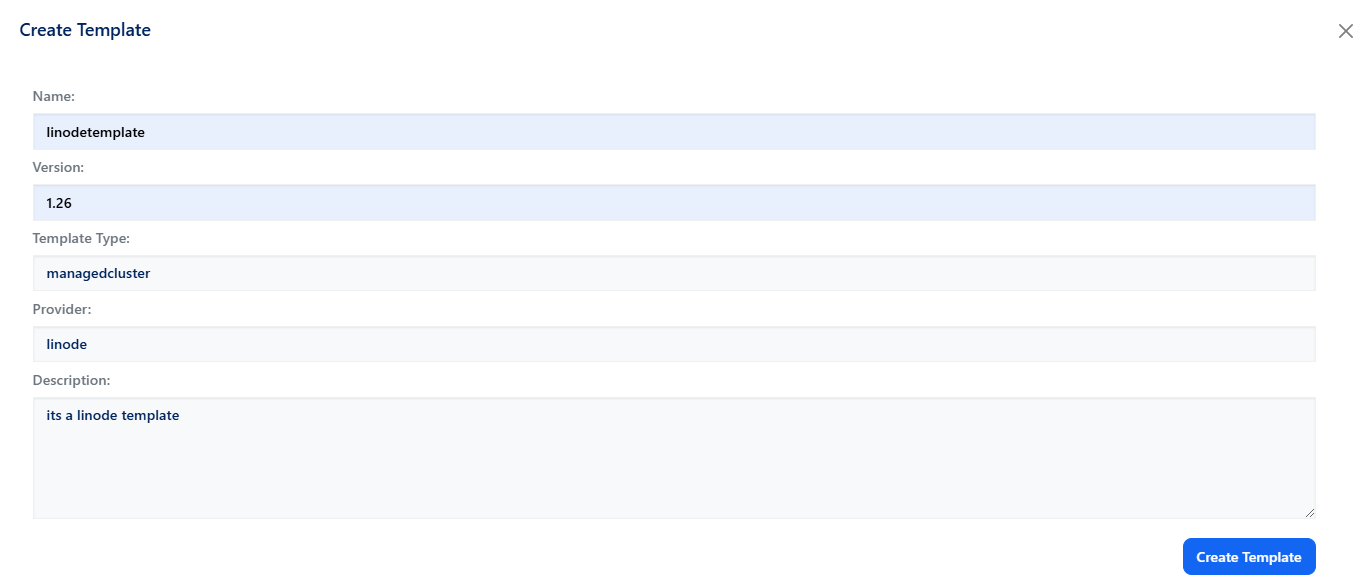 Create Template
Name:
linodetemplate
Version:
1.26
Template Type:
managedcluster
Provider:
linode
Description:
its a linode template
Create Template